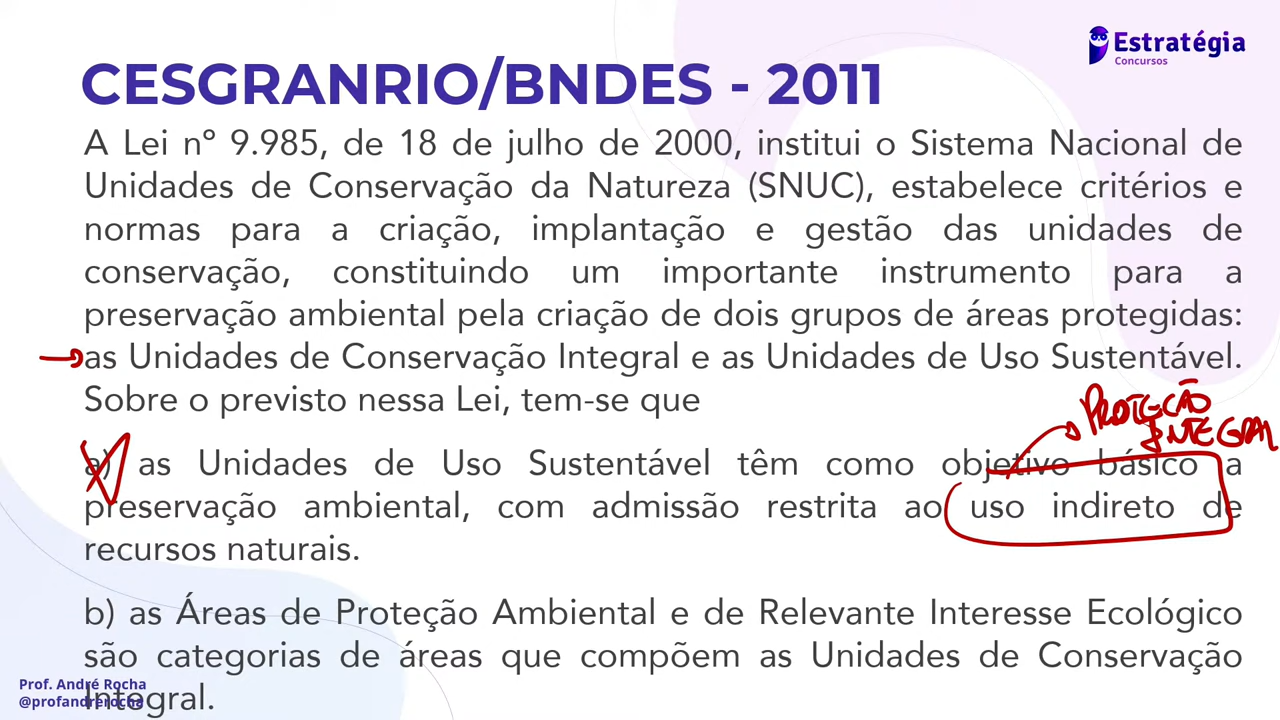 Estratégia
Concursos
CESGRANRIO/BNDES - 2011
A Lei nº 9.985, de 18 de julho de 2000, institui o Sistema Nacional de
Unidades de Conservação da Natureza (SNUC), estabelece critérios e
normas para a criação, implantação e gestão das unidades de
conservação, constituindo um importante instrumento para a
preservação ambiental pela criação de dois grupos de áreas protegidas:
as Unidades de Conservação Integral e as Unidades de Uso Sustentável.
Sobre o previsto nessa Lei, tem-se que
PROTEÇÃO
INTEGRAL
a) as Unidades de Uso Sustentável têm como objetivo básico a
preservação ambiental, com admissão restrita ao uso indireto de
recursos naturais.
b) as Áreas de Proteção Ambiental e de Relevante Interesse Ecológico
são categorias de áreas que compõem as Unidades de Conservação
Integral.
Prof. André Rocha
@profandrerocha